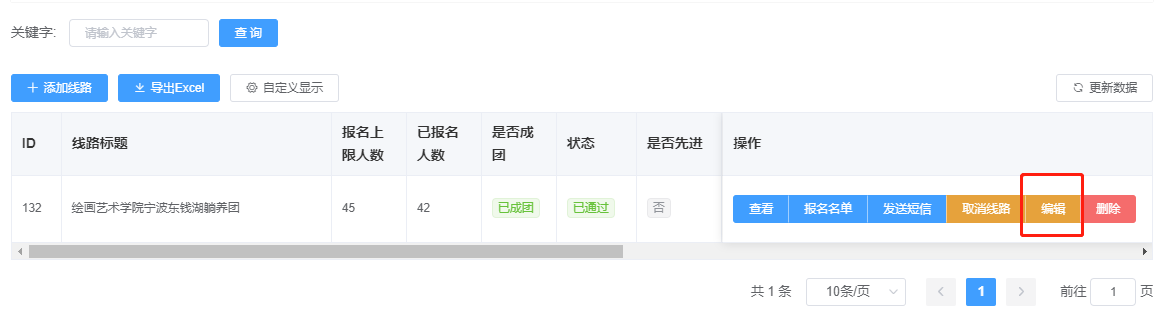 关键字: 请输入关键字 查 询
添加线路 导出Excel 自定义显示 更新数据
ID 线路标题 报名上限人数 已报名人数 是否成团 状态 是否先进 操作
132 绘画艺术学院宁波东钱湖躺养团 45 42 已成团 已通过 否 查看 报名名单 发送短信 取消线路 编辑 删除
共 1 条 10条/页 1 前往 1 页